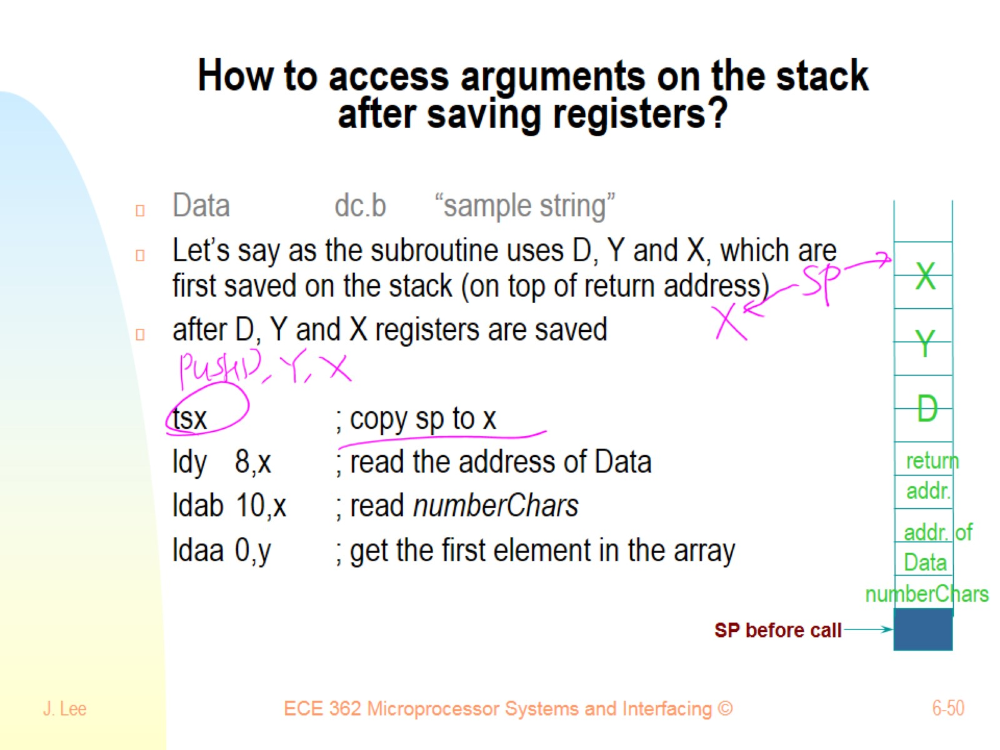 How to access arguments on the stack
after saving registers?
Data dc.b “sample string”
Let’s say as the subroutine uses D, Y and X, which are
first saved on the stack (on top of return address)
SP
X
after D, Y and X registers are saved
PUSH D, Y, X
tsx ; copy sp to x
ldy 8,x ; read the address of Data
ldab 10,x ; read numberChars
ldaa 0,y ; get the first element in the array
X
Y
D
return
addr.
addr. of
Data
numberChars
SP before call
J. Lee ECE 362 Microprocessor Systems and Interfacing © 6-50